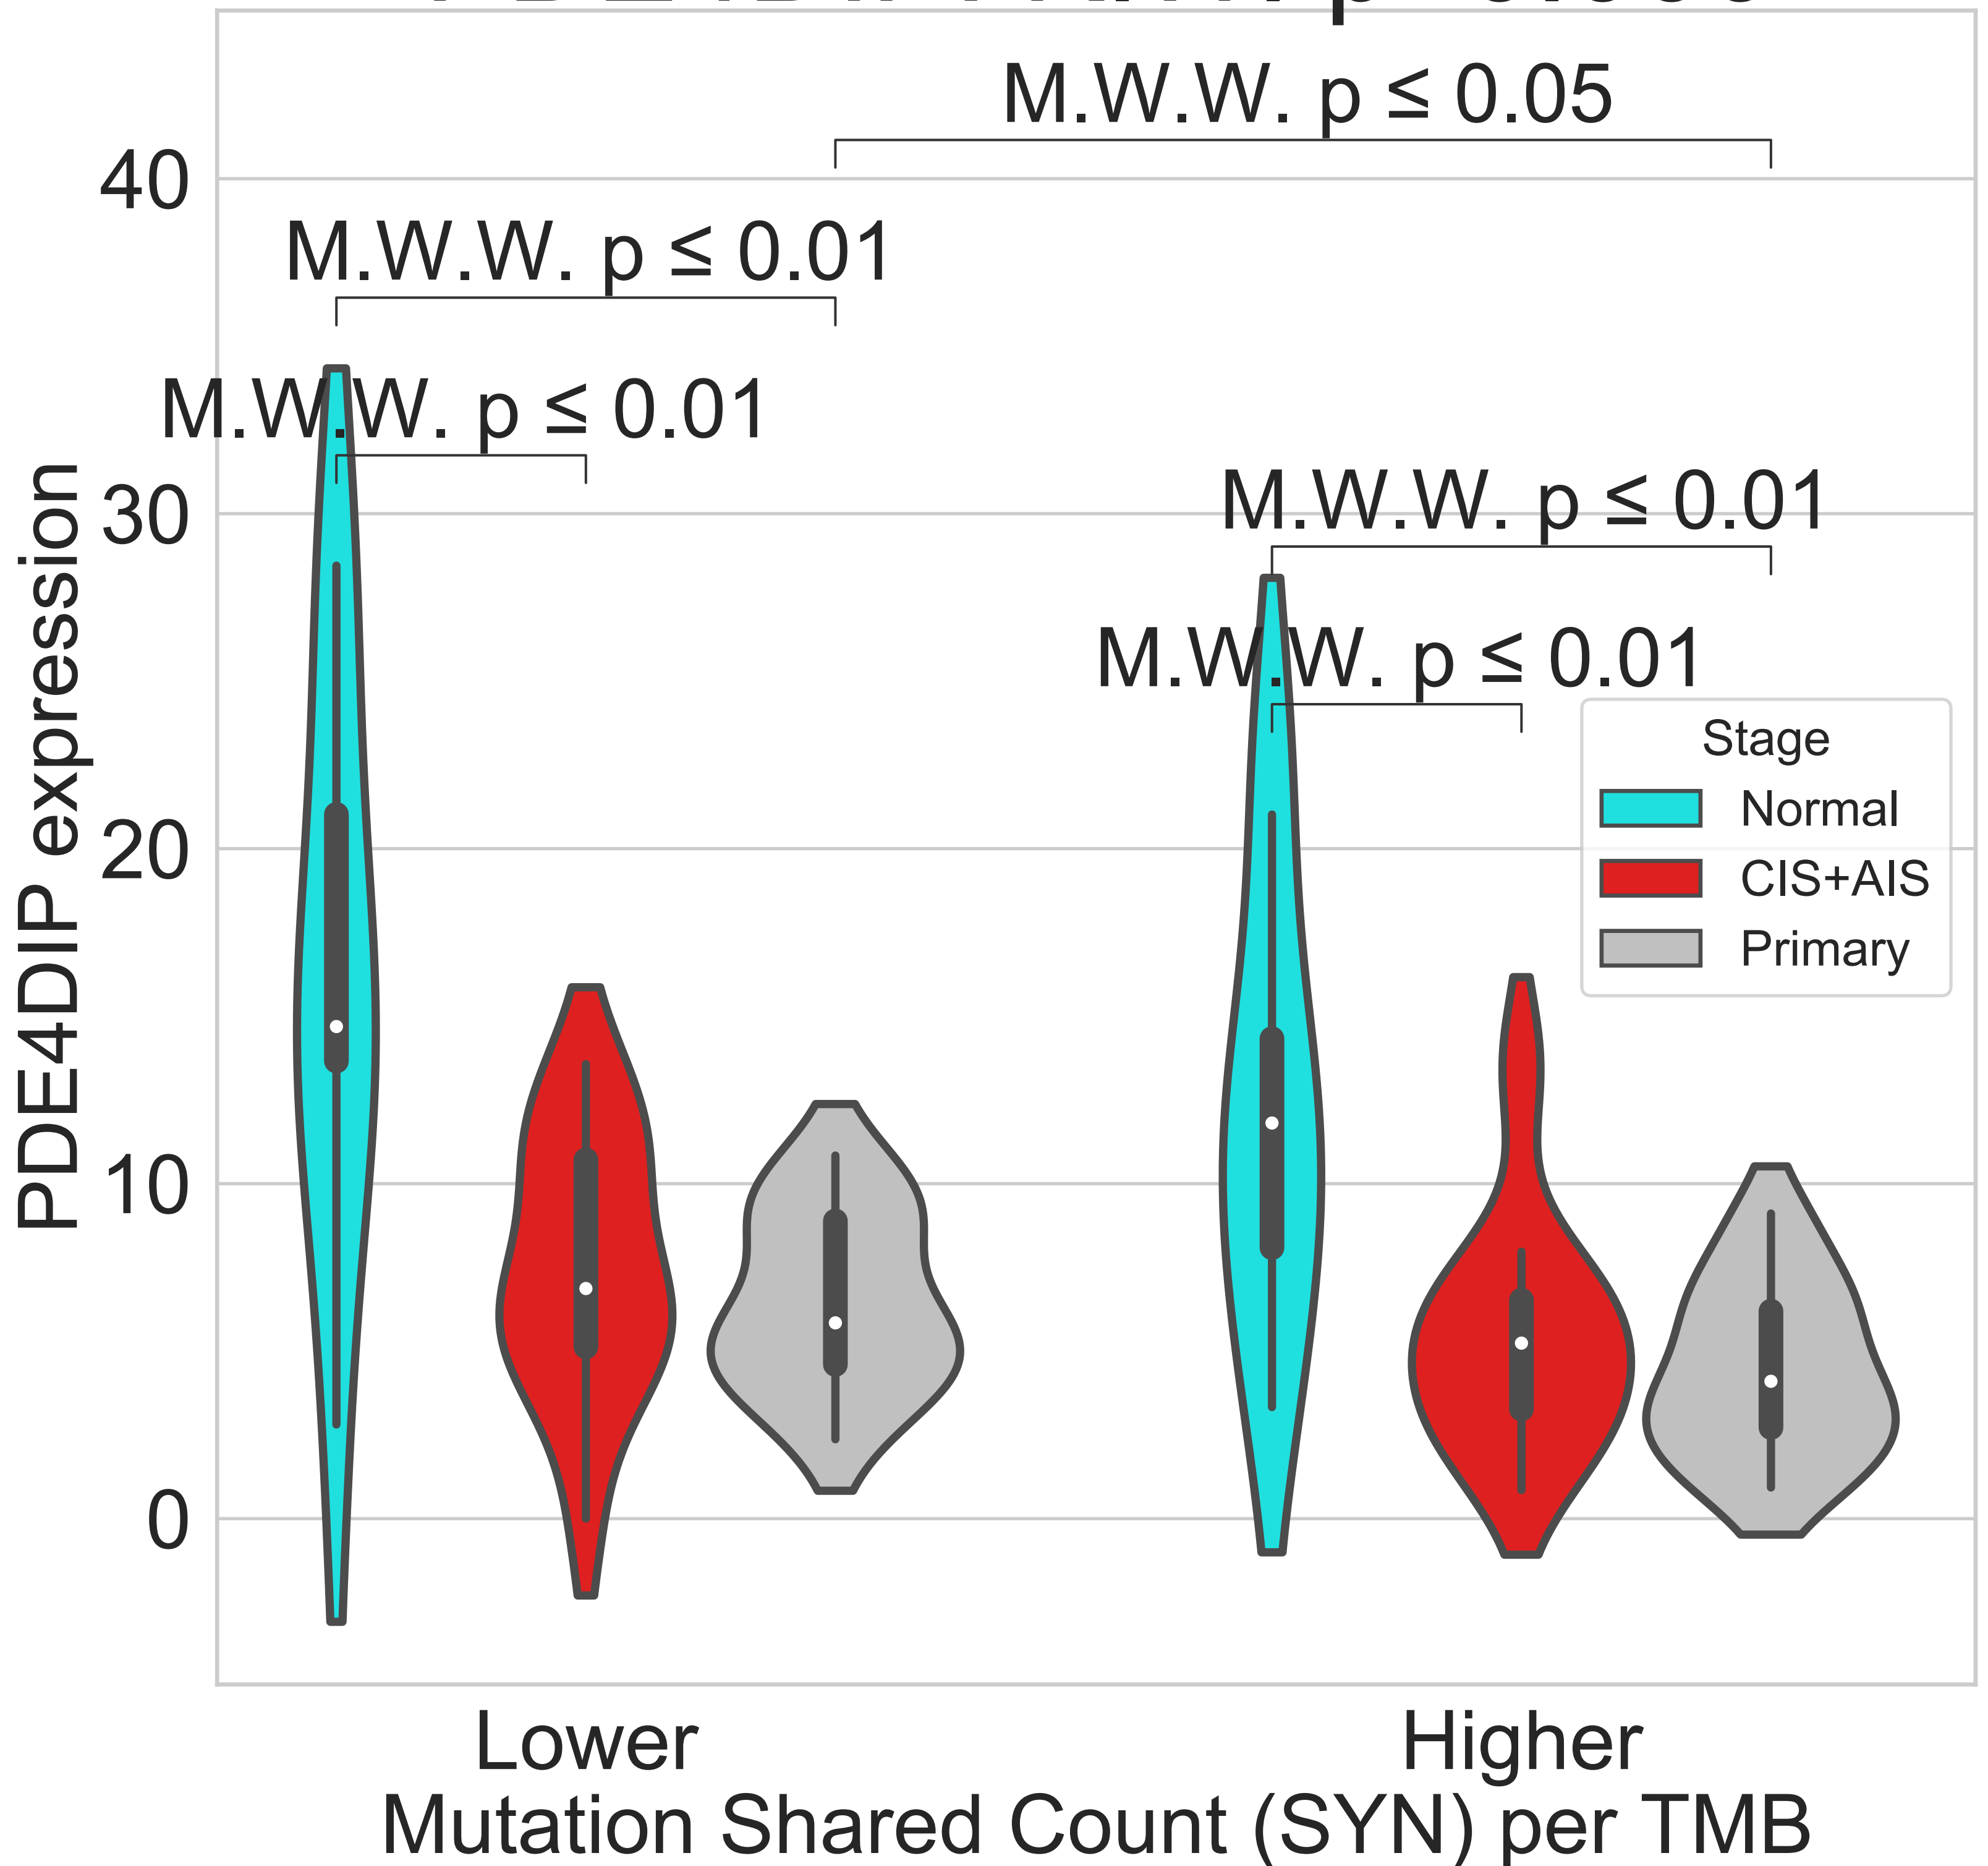 M.W.W. p ≤ 0.05
40
M.W.W. p ≤ 0.01
M.W.W. p ≤ 0.01
30
M.W.W. p ≤ 0.01
M.W.W. p ≤ 0.01
Stage
Normal
20
CIS+AIS
Primary
PDE4DIP expression
10
0
Lower
Higher
Mutation Shared Count (SYN) per TMB